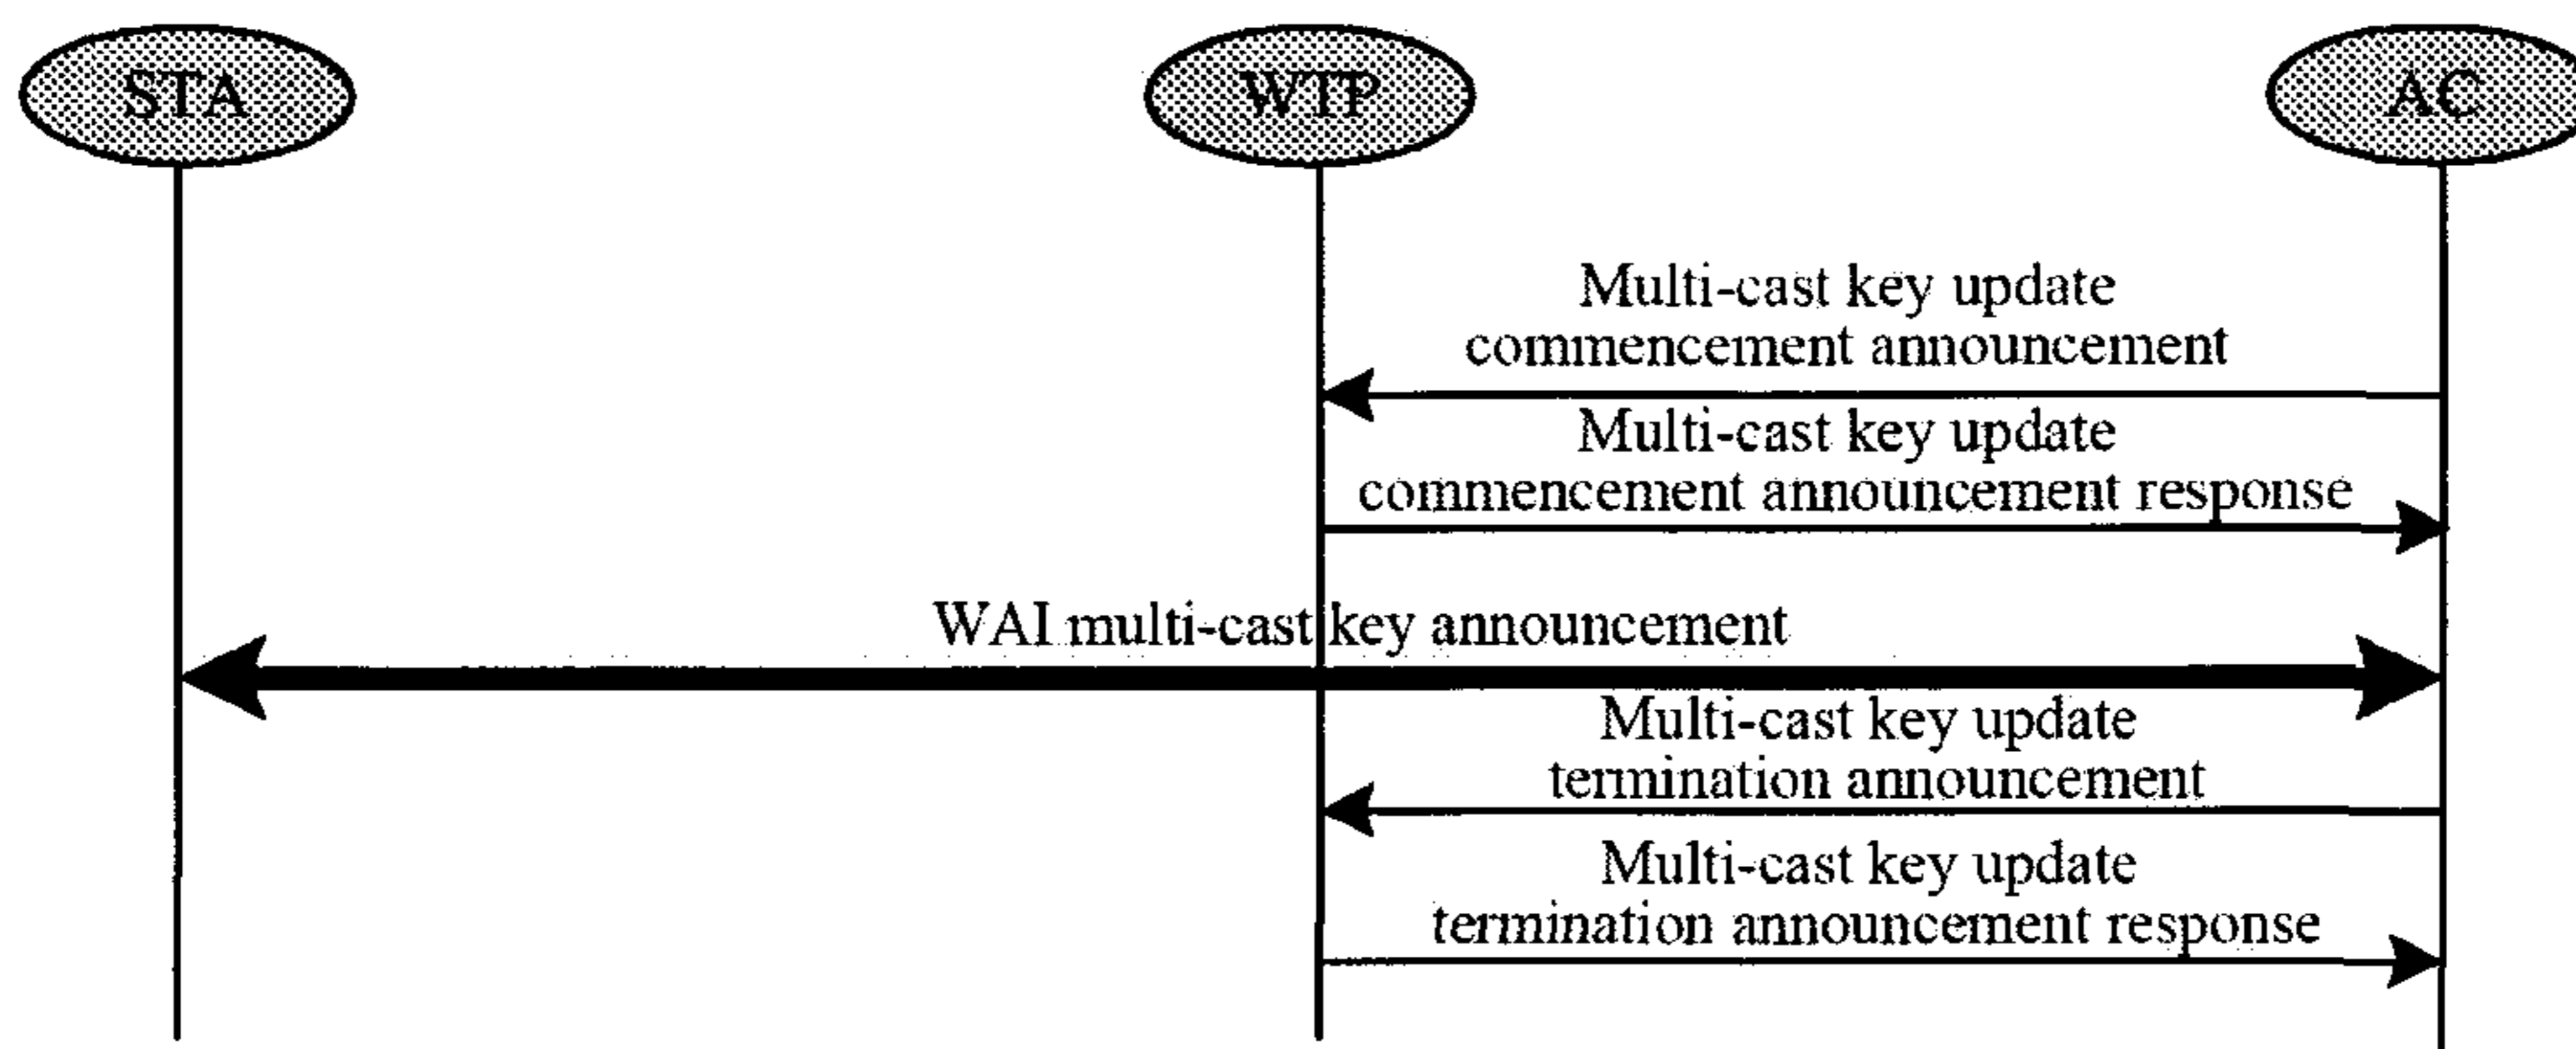 STA
WTP
AC
Multi-cast key update
commencement announcement
Multi-cast key update
commencement announcement response
WAI multi-cast key announcement
Multi-cast key update
termination announcement
Multi-cast key update
termination announcement response